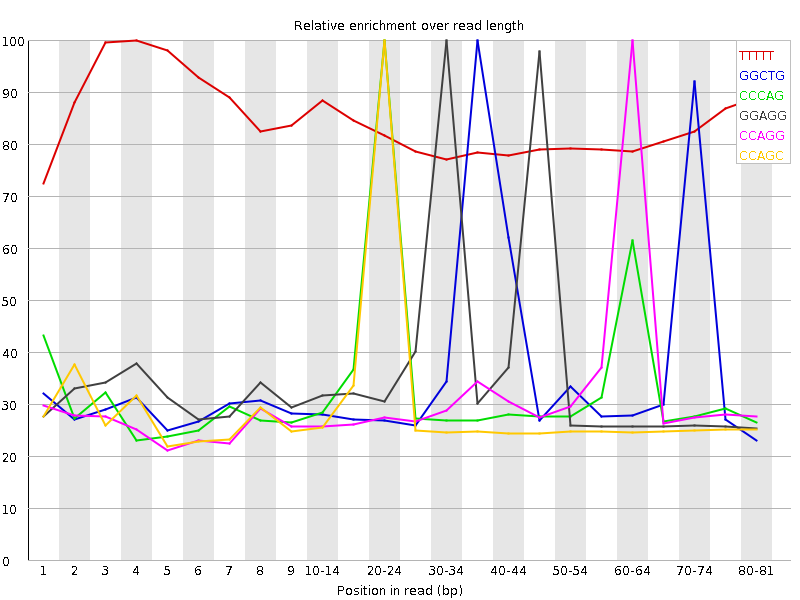 Relative enrichment over read length
100
90
80
70
60
50
40
30
20
10
0
TTTTT
GGCTG
CCCAG
GGAGG
CCAGG
CCAGC
1 2 3 4 5 6 7 8 9 10-14 20-24 30-34 40-44 50-54 60-64 70-74 80-81
Position in read (bp)